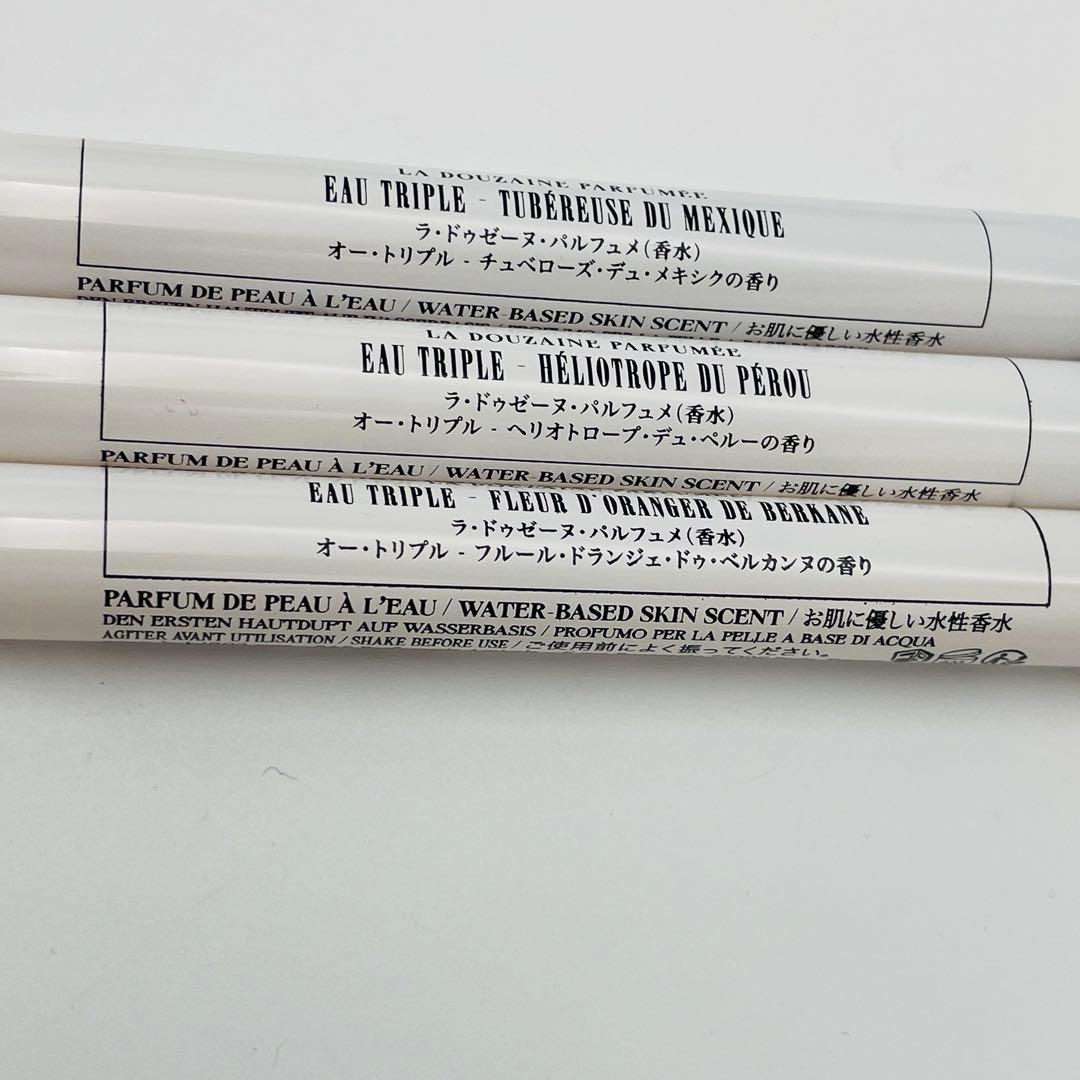 LA DOUZAINE PARFUMÉE
EAU TRIPLE - TUBÉREUSE DU MEXIQUE
ラ・ドゥゼーヌ・パルフュメ(香水)
オー・トリプル - チュベローズ・デュ・メキシクの香り
PARFUM DE PEAU À L'EAU / WATER-BASED SKIN SCENT / お肌に優しい水性香水
LA DOUZAINE PARFUMÉE
EAU TRIPLE - HÉLIOTROPE DU PÉROU
ラ・ドゥゼーヌ・パルフュメ(香水)
オー・トリプル - ヘリオトロープ・デュ・ペルーの香り
PARFUM DE PEAU À L'EAU / WATER-BASED SKIN SCENT / お肌に優しい水性香水
EAU TRIPLE - FLEUR D'ORANGER DE BERKANE
ラ・ドゥゼーヌ・パルフュメ(香水)
オー・トリプル - フルール・ドランジェ・ドゥ・ベルカンヌの香り
PARFUM DE PEAU À L'EAU / WATER-BASED SKIN SCENT / お肌に優しい水性香水
DEN ERSTEN HAUTDUFT AUF WASSERBASIS / PROFUMO PER LA PELLE A BASE DI ACQUA
AGITER AVANT UTILISATION / SHAKE BEFORE USE / ご使用前によく振ってください。